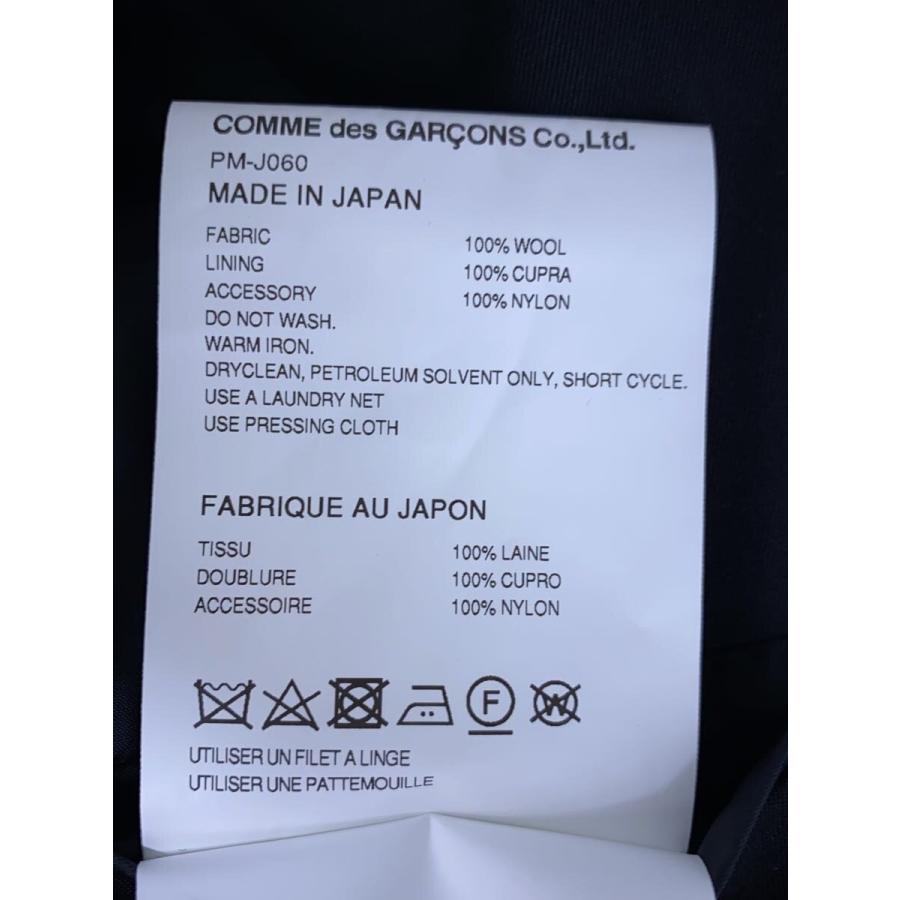 COMME des GARÇONS Co.,Ltd.
PM-J060
MADE IN JAPAN
FABRIC 100% WOOL
LINING 100% CUPRA
ACCESSORY 100% NYLON
DO NOT WASH.
WARM IRON.
DRYCLEAN, PETROLEUM SOLVENT ONLY, SHORT CYCLE.
USE A LAUNDRY NET
USE PRESSING CLOTH
FABRIQUE AU JAPON
TISSU 100% LAINE
DOUBLURE 100% CUPRO
ACCESSOIRE 100% NYLON
F W
UTILISER UN FILET A LINGE
UTILISER UNE PATTEMOUILLE